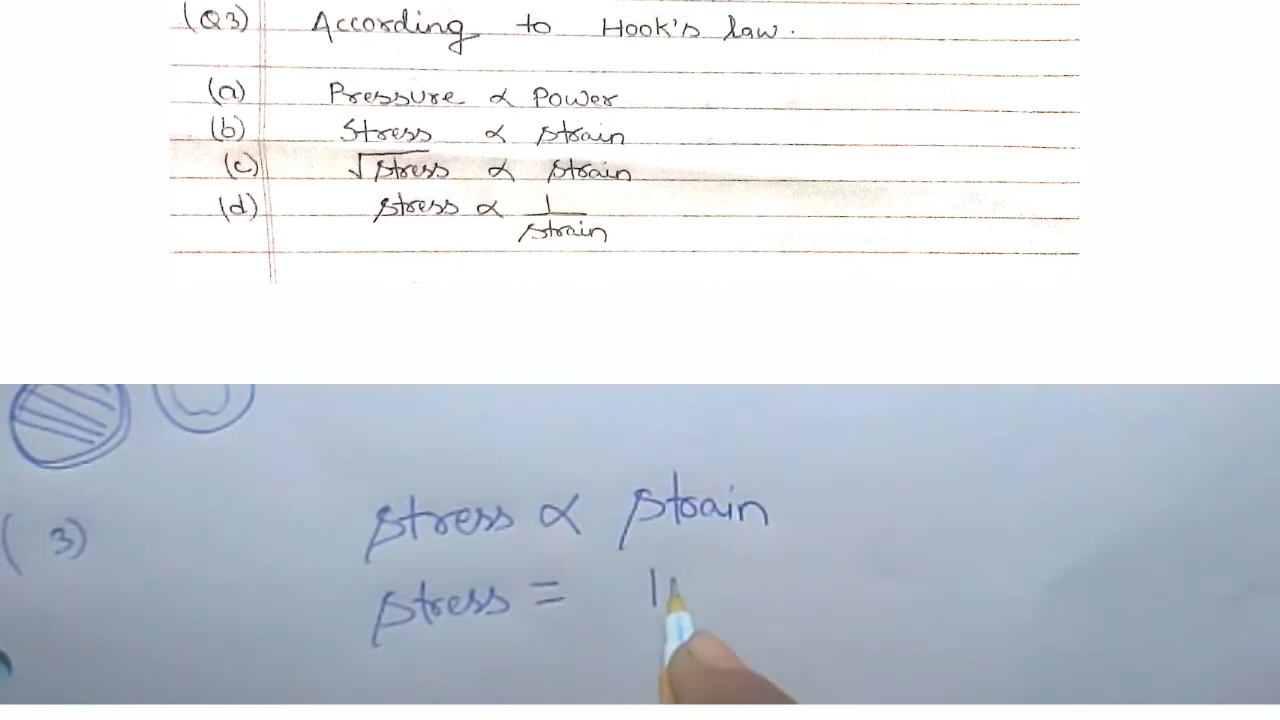 (Q3) According to Hook's law.
(a) Pressure ∝ Power
(b) Stress ∝ strain
(c) √stress ∝ strain
(d) stress ∝ 1/strain
(3) stress ∝ strain
stress =